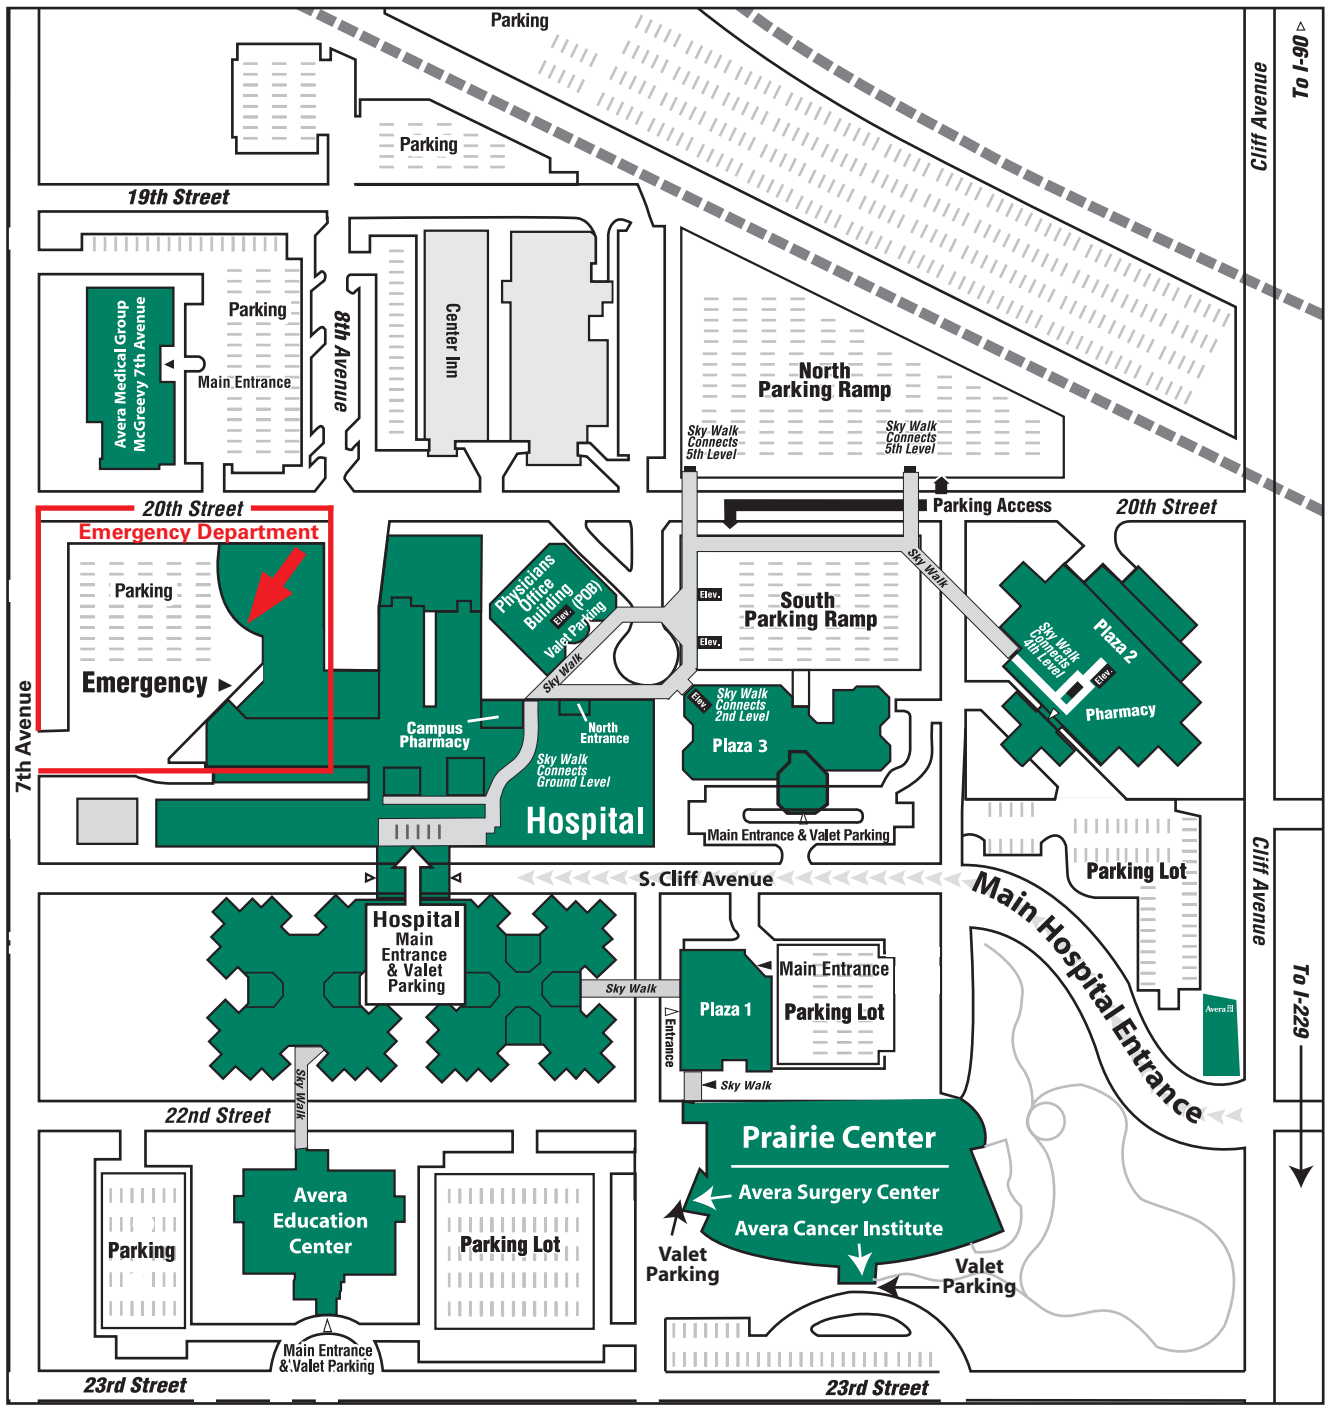 Parking
To I-90
Cliff Avenue
Parking
19th Street
Parking
Avera Medical Group
McGreevy 7th Avenue
Main Entrance
8th Avenue
Center Inn
North
Parking Ramp
Sky Walk
Connects
5th Level
Sky Walk
Connects
5th Level
20th Street
Parking Access
20th Street
Emergency Department
Parking
Emergency
7th Avenue
Physicians
Office
Building
Elev. (POB)
Valet Parking
Sky Walk
Sky Walk
Elev.
Elev.
South
Parking Ramp
Plaza 2
Sky Walk
Connects
4th Level
Elev.
Pharmacy
Campus
Pharmacy
North
Entrance
Sky Walk
Connects
Ground Level
Elev.
Sky Walk
Connects
2nd Level
Plaza 3
Hospital
Main Entrance & Valet Parking
S. Cliff Avenue
Parking Lot
Cliff Avenue
Main Hospital Entrance
Hospital
Main
Entrance
& Valet
Parking
Sky Walk
Plaza 1
Main Entrance
Parking Lot
Entrance
Sky Walk
Avera
To I-229
Sky Walk
22nd Street
Prairie Center
Avera Surgery Center
Avera Cancer Institute
Valet
Parking
Valet
Parking
Parking
Avera
Education
Center
Parking Lot
Main Entrance
& Valet Parking
23rd Street
23rd Street